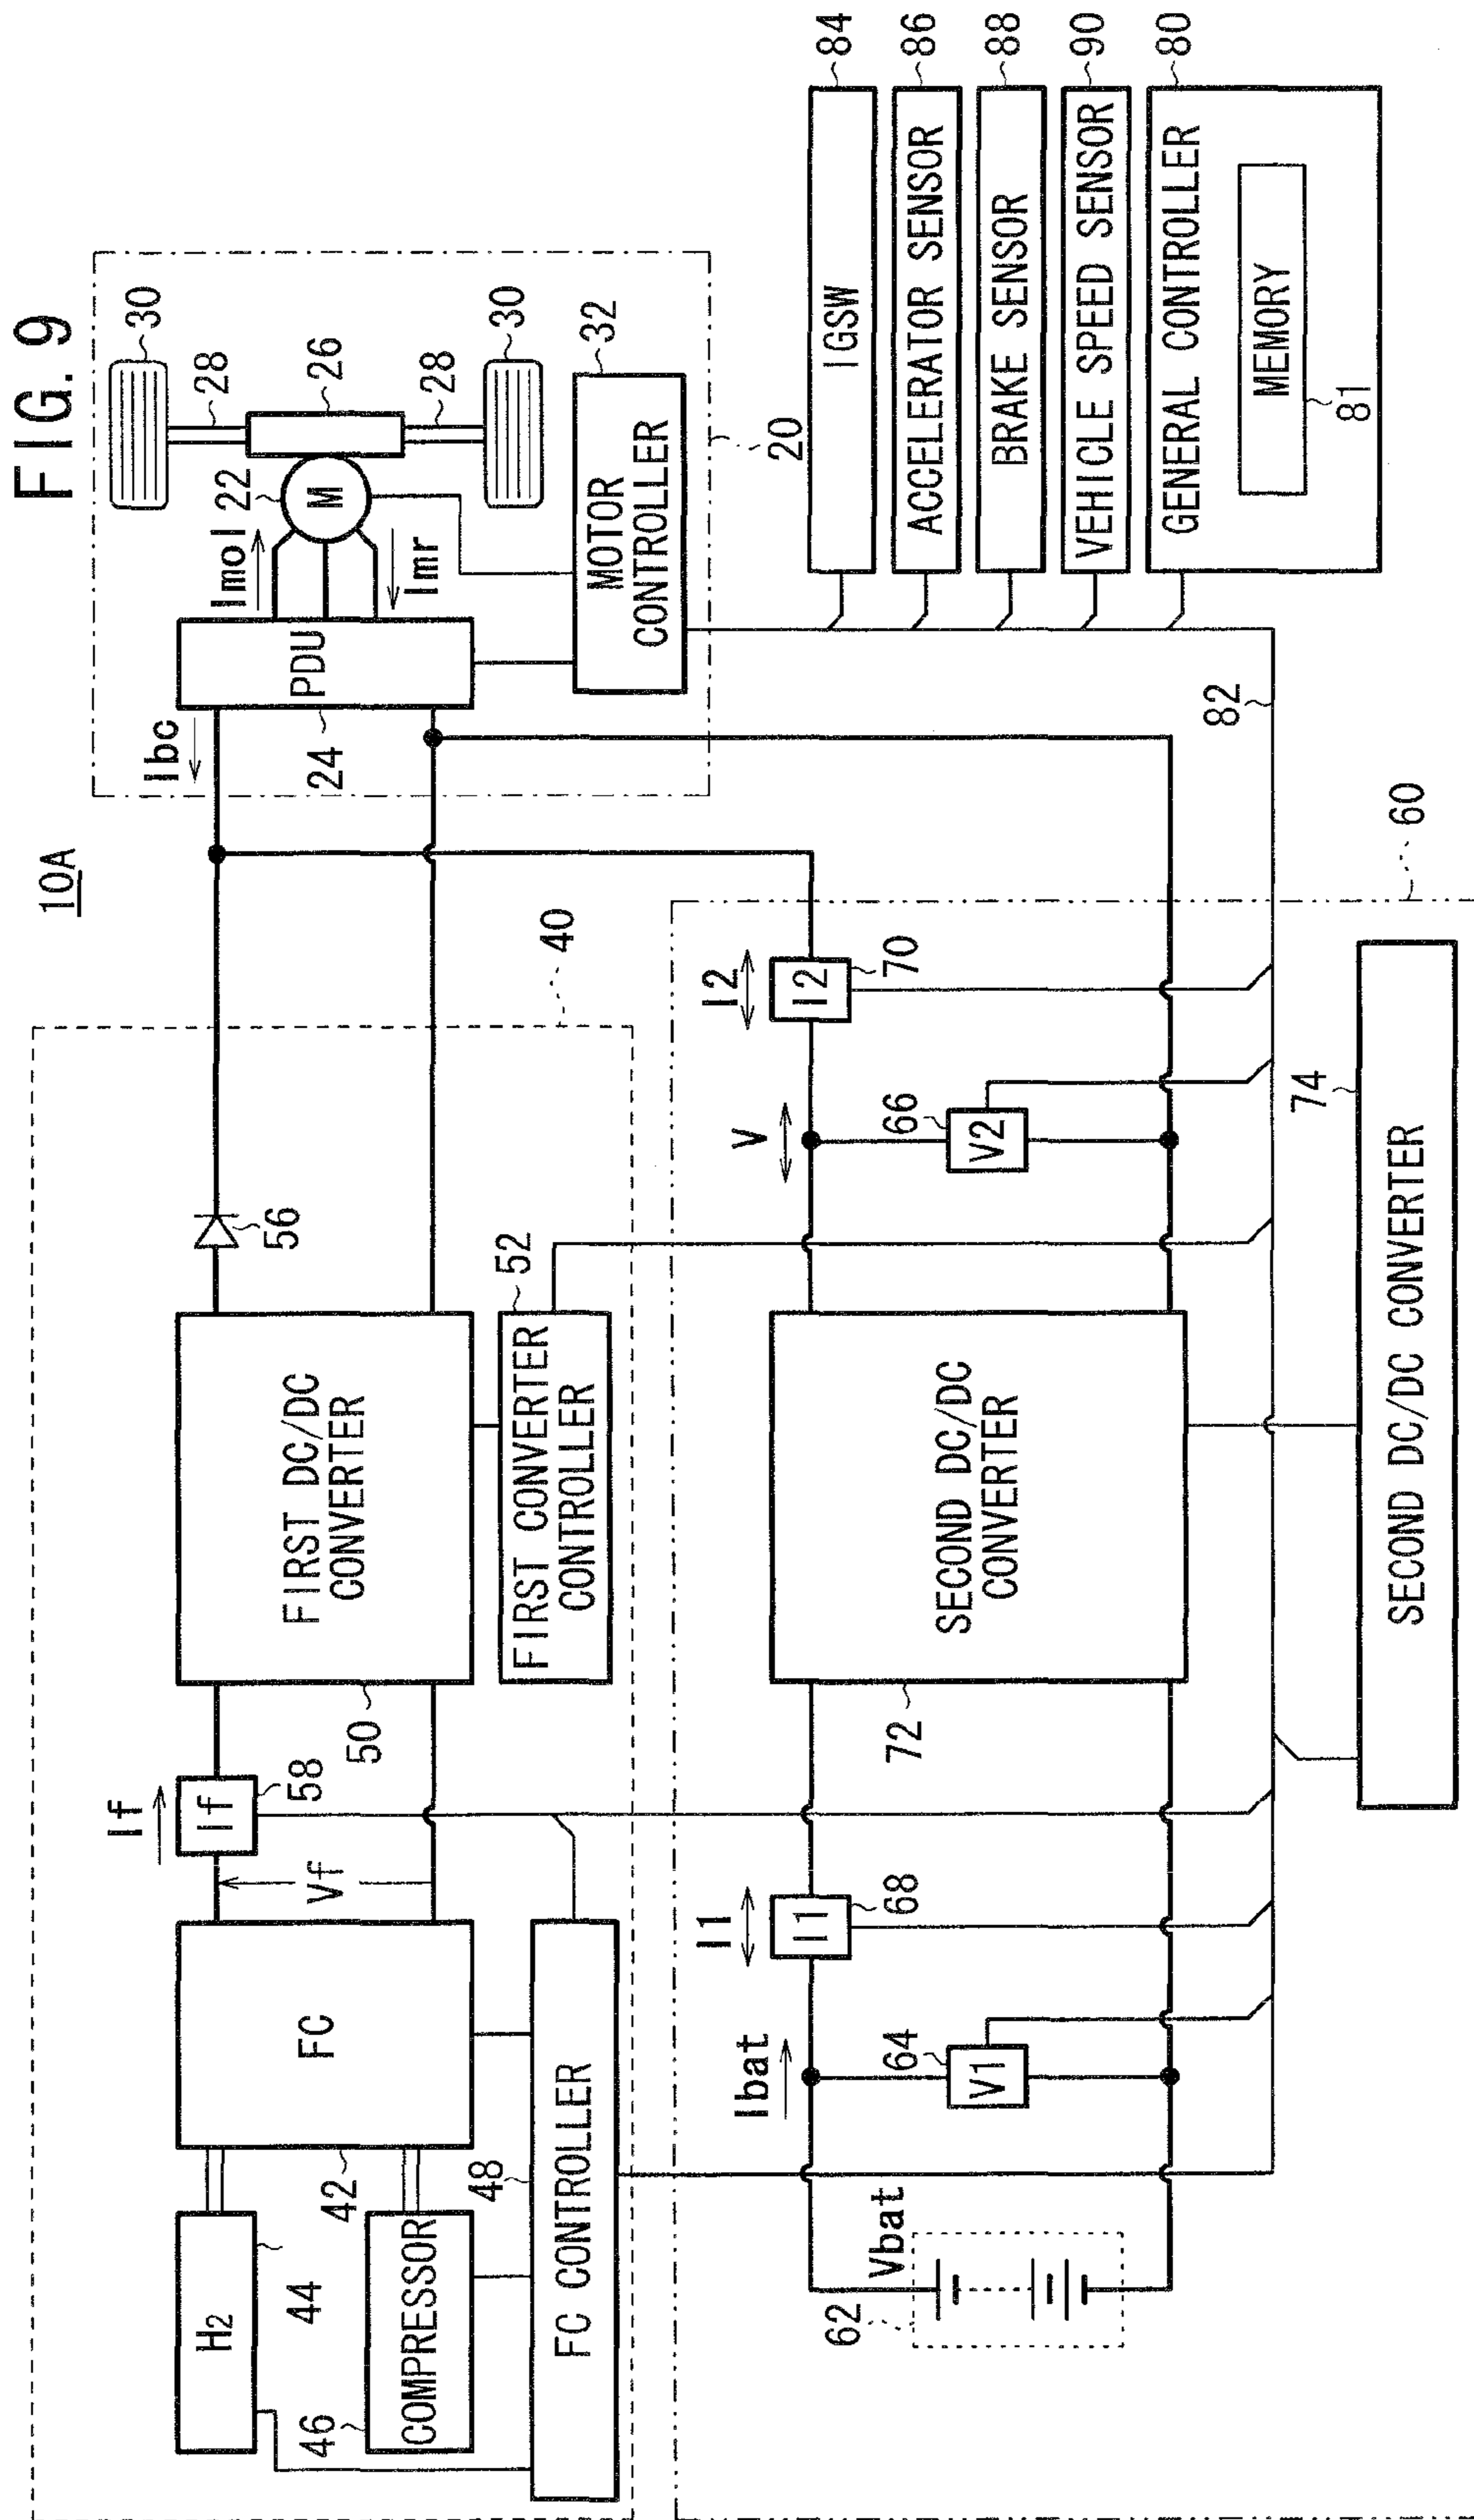 FIG. 9
10A
30
28
26
28
30
22
M
Imol
Imr
PDU
24
Ibc
MOTOR
CONTROLLER
32
20
40
56
FIRST DC/DC
CONVERTER
50
FIRST CONVERTER
CONTROLLER
52
If
If
58
Vf
FC
42
H2
44
COMPRESSOR
46
FC CONTROLLER
48
IGSW
84
ACCELERATOR SENSOR
86
BRAKE SENSOR
88
VEHICLE SPEED SENSOR
90
GENERAL CONTROLLER
80
MEMORY
81
82
60
I2
I2
70
V
V2
66
SECOND DC/DC
CONVERTER
72
I1
I1
68
Ibat
V1
64
Vbat
62
SECOND DC/DC CONVERTER
74